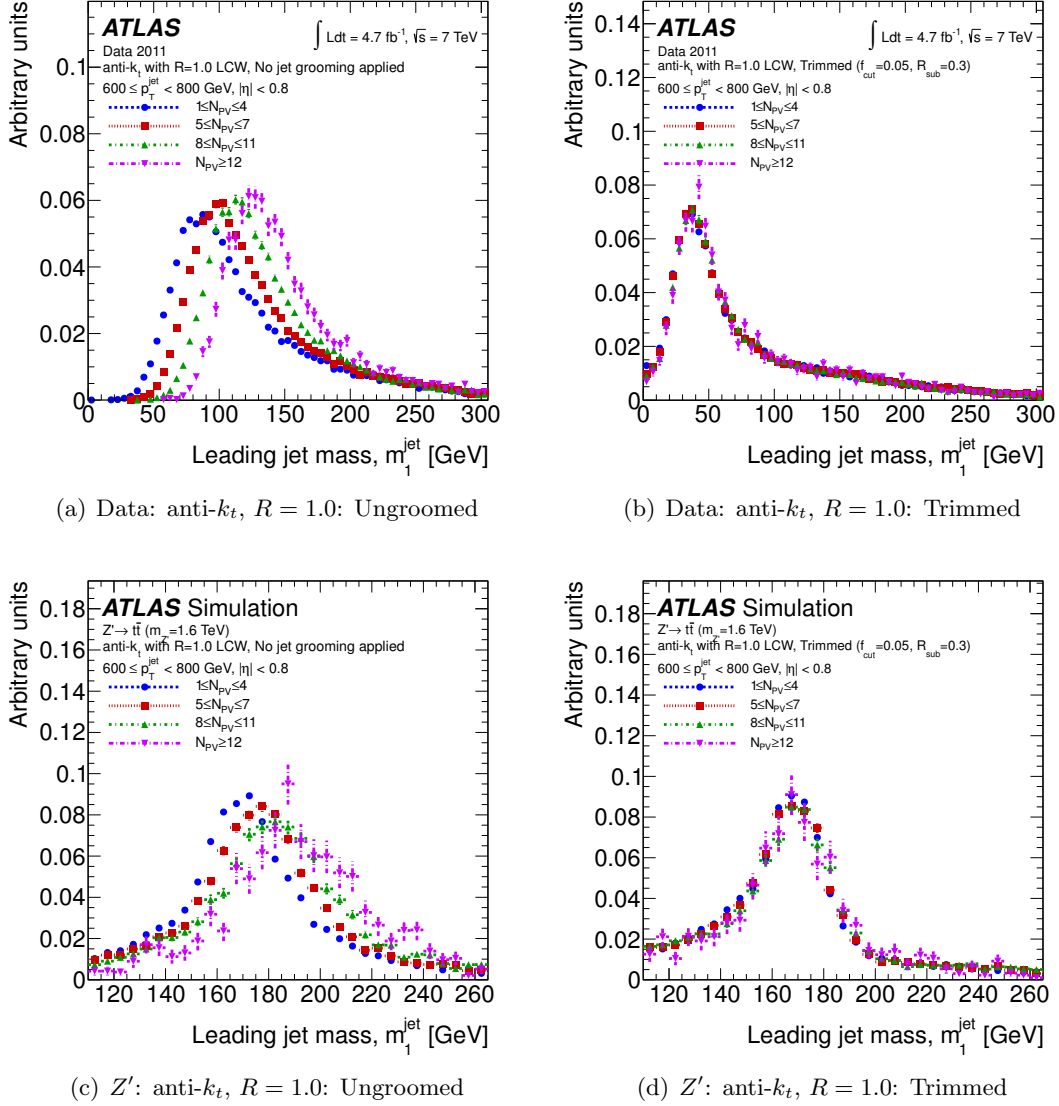 Arbitrary units
0.1
0.08
0.06
0.04
0.02
0
ATLAS
∫ Ldt = 4.7 fb⁻¹, √s = 7 TeV
Data 2011
anti-k_t with R=1.0 LCW, No jet grooming applied
600 ≤ p_T^jet < 800 GeV, |η| < 0.8
1≤N_PV≤4
5≤N_PV≤7
8≤N_PV≤11
N_PV≥12
0 50 100 150 200 250 300
Leading jet mass, m_1^jet [GeV]
(a) Data: anti-k_t, R = 1.0: Ungroomed
Arbitrary units
0.14
0.12
0.1
0.08
0.06
0.04
0.02
0
ATLAS
∫ Ldt = 4.7 fb⁻¹, √s = 7 TeV
Data 2011
anti-k_t with R=1.0 LCW, Trimmed (f_cut=0.05, R_sub=0.3)
600 ≤ p_T^jet < 800 GeV, |η| < 0.8
1≤N_PV≤4
5≤N_PV≤7
8≤N_PV≤11
N_PV≥12
0 50 100 150 200 250 300
Leading jet mass, m_1^jet [GeV]
(b) Data: anti-k_t, R = 1.0: Trimmed
Arbitrary units
0.18
0.16
0.14
0.12
0.1
0.08
0.06
0.04
0.02
0
ATLAS Simulation
Z'→ tt̄ (m_Z'=1.6 TeV)
anti-k_t with R=1.0 LCW, No jet grooming applied
600 ≤ p_T^jet < 800 GeV, |η| < 0.8
1≤N_PV≤4
5≤N_PV≤7
8≤N_PV≤11
N_PV≥12
120 140 160 180 200 220 240 260
Leading jet mass, m_1^jet [GeV]
(c) Z′: anti-k_t, R = 1.0: Ungroomed
Arbitrary units
0.18
0.16
0.14
0.12
0.1
0.08
0.06
0.04
0.02
0
ATLAS Simulation
Z'→ tt̄ (m_Z'=1.6 TeV)
anti-k_t with R=1.0 LCW, Trimmed (f_cut=0.05, R_sub=0.3)
600 ≤ p_T^jet < 800 GeV, |η| < 0.8
1≤N_PV≤4
5≤N_PV≤7
8≤N_PV≤11
N_PV≥12
120 140 160 180 200 220 240 260
Leading jet mass, m_1^jet [GeV]
(d) Z′: anti-k_t, R = 1.0: Trimmed